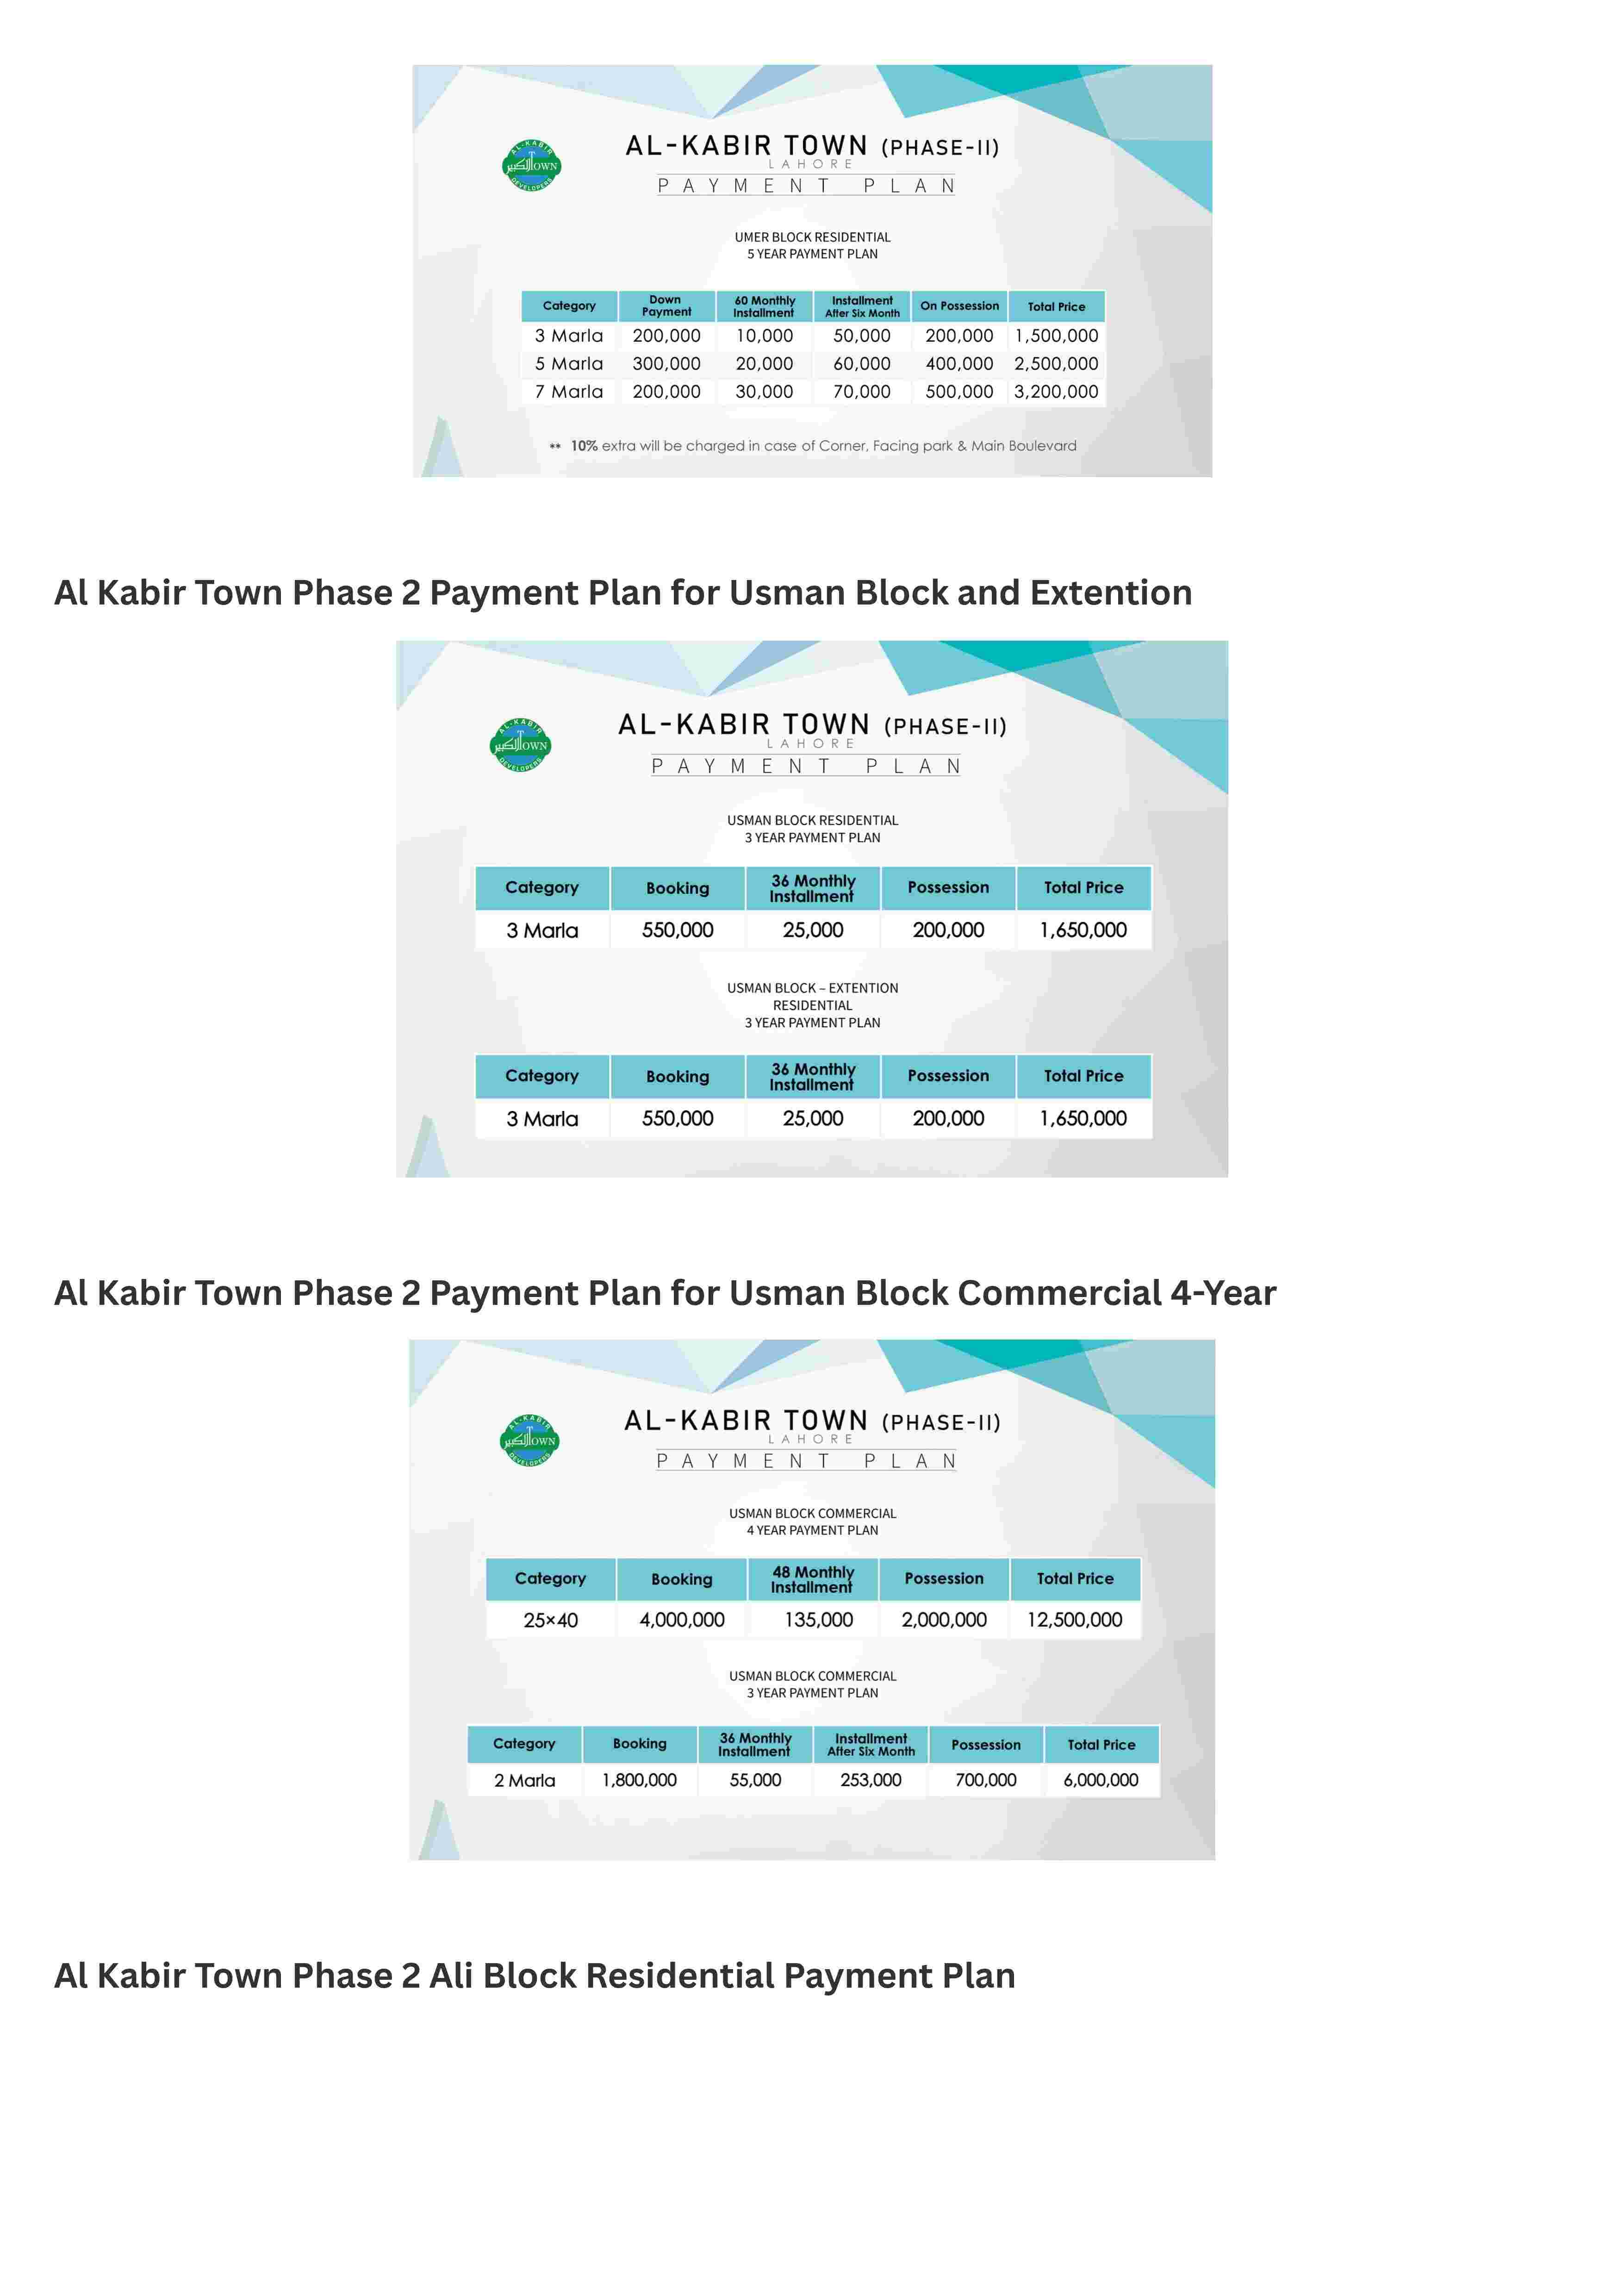 AL-KABIR TOWN (PHASE-II)
LAHORE
PAYMENT PLAN
AL-KABIR
الكبير TOWN
DEVELOPERS
UMER BLOCK RESIDENTIAL
5 YEAR PAYMENT PLAN
Category Down Payment 60 Monthly Installment Installment After Six Month On Possession Total Price
3 Marla 200,000 10,000 50,000 200,000 1,500,000
5 Marla 300,000 20,000 60,000 400,000 2,500,000
7 Marla 200,000 30,000 70,000 500,000 3,200,000
** 10% extra will be charged in case of Corner, Facing park & Main Boulevard
Al Kabir Town Phase 2 Payment Plan for Usman Block and Extention
AL-KABIR TOWN (PHASE-II)
LAHORE
PAYMENT PLAN
AL-KABIR
الكبير TOWN
DEVELOPERS
USMAN BLOCK RESIDENTIAL
3 YEAR PAYMENT PLAN
Category Booking 36 Monthly Installment Possession Total Price
3 Marla 550,000 25,000 200,000 1,650,000
USMAN BLOCK – EXTENTION
RESIDENTIAL
3 YEAR PAYMENT PLAN
Category Booking 36 Monthly Installment Possession Total Price
3 Marla 550,000 25,000 200,000 1,650,000
Al Kabir Town Phase 2 Payment Plan for Usman Block Commercial 4-Year
AL-KABIR TOWN (PHASE-II)
LAHORE
PAYMENT PLAN
AL-KABIR
الكبير TOWN
DEVELOPERS
USMAN BLOCK COMMERCIAL
4 YEAR PAYMENT PLAN
Category Booking 48 Monthly Installment Possession Total Price
25×40 4,000,000 135,000 2,000,000 12,500,000
USMAN BLOCK COMMERCIAL
3 YEAR PAYMENT PLAN
Category Booking 36 Monthly Installment Installment After Six Month Possession Total Price
2 Marla 1,800,000 55,000 253,000 700,000 6,000,000
Al Kabir Town Phase 2 Ali Block Residential Payment Plan